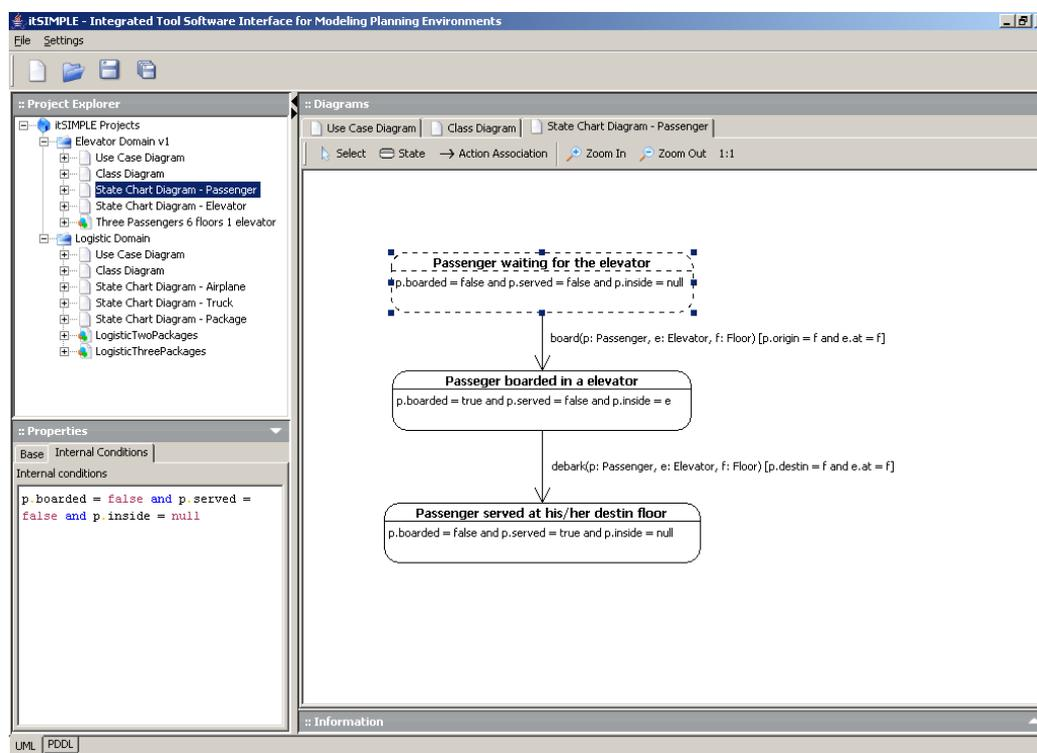 itSIMPLE - Integrated Tool Software Interface for Modeling Planning Environments
File Settings
:: Project Explorer
itSIMPLE Projects
Elevator Domain v1
Use Case Diagram
Class Diagram
State Chart Diagram - Passenger
State Chart Diagram - Elevator
Three Passengers 6 floors 1 elevator
Logistic Domain
Use Case Diagram
Class Diagram
State Chart Diagram - Airplane
State Chart Diagram - Truck
State Chart Diagram - Package
LogisticTwoPackages
LogisticThreePackages
:: Properties
Base Internal Conditions
Internal conditions
p.boarded = false and p.served =
false and p.inside = null
UML PDDL
:: Diagrams
Use Case Diagram Class Diagram State Chart Diagram - Passenger
Select State Action Association Zoom In Zoom Out 1:1
Passenger waiting for the elevator
p.boarded = false and p.served = false and p.inside = null
board(p: Passenger, e: Elevator, f: Floor) [p.origin = f and e.at = f]
Passeger boarded in a elevator
p.boarded = true and p.served = false and p.inside = e
debark(p: Passenger, e: Elevator, f: Floor) [p.destin = f and e.at = f]
Passenger served at his/her destin floor
p.boarded = false and p.served = true and p.inside = null
:: Information